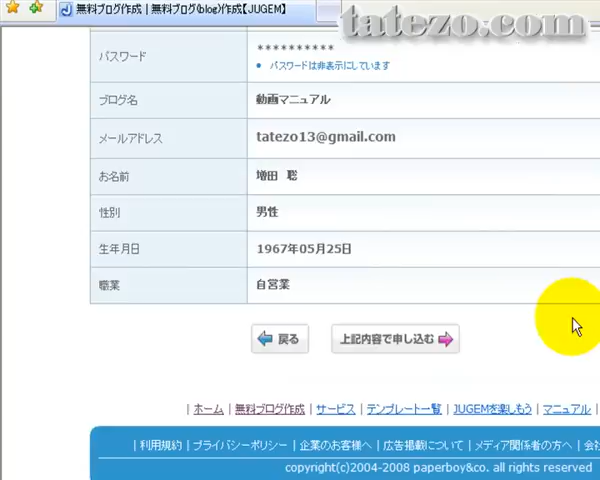 無料ブログ作成 | 無料ブログ(blog)作成【JUGEM】
tatezo.com
パスワード
**********
パスワードは非表示にしています
ブログ名 動画マニュアル
メールアドレス tatezo13@gmail.com
お名前 増田 聡
性別 男性
生年月日 1967年05月25日
職業 自営業
戻る 上記内容で申し込む
| ホーム | 無料ブログ作成 | サービス | テンプレート一覧 | JUGEMを楽しもう | マニュアル |
| 利用規約 | プライバシーポリシー | 企業のお客様へ | 広告掲載について | メディア関係者の方へ | 会社
copyright(c)2004-2008 paperboy&co. all rights reserved